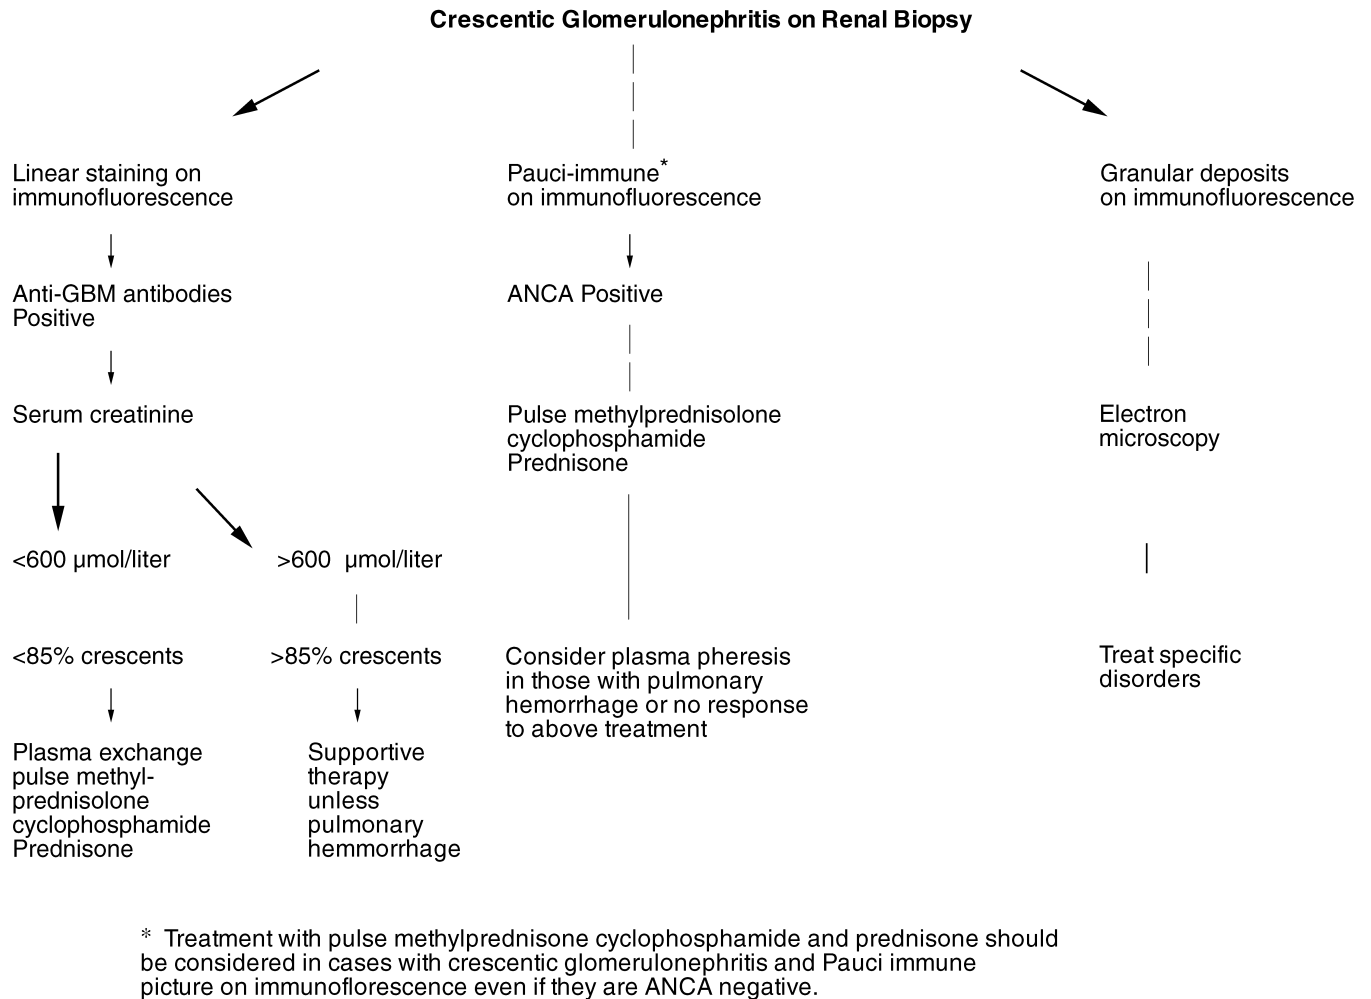 Crescentic Glomerulonephritis on Renal Biopsy
Linear staining on
immunofluorescence
Anti-GBM antibodies
Positive
Serum creatinine
<600 µmol/liter
<85% crescents
Plasma exchange
pulse methyl-
prednisolone
cyclophosphamide
Prednisone
>600 µmol/liter
>85% crescents
Supportive
therapy
unless
pulmonary
hemmorrhage
Pauci-immune*
on immunofluorescence
ANCA Positive
Pulse methylprednisolone
cyclophosphamide
Prednisone
Consider plasma pheresis
in those with pulmonary
hemorrhage or no response
to above treatment
Granular deposits
on immunofluorescence
Electron
microscopy
Treat specific
disorders
* Treatment with pulse methylprednisone cyclophosphamide and prednisone should
be considered in cases with crescentic glomerulonephritis and Pauci immune
picture on immunoflorescence even if they are ANCA negative.